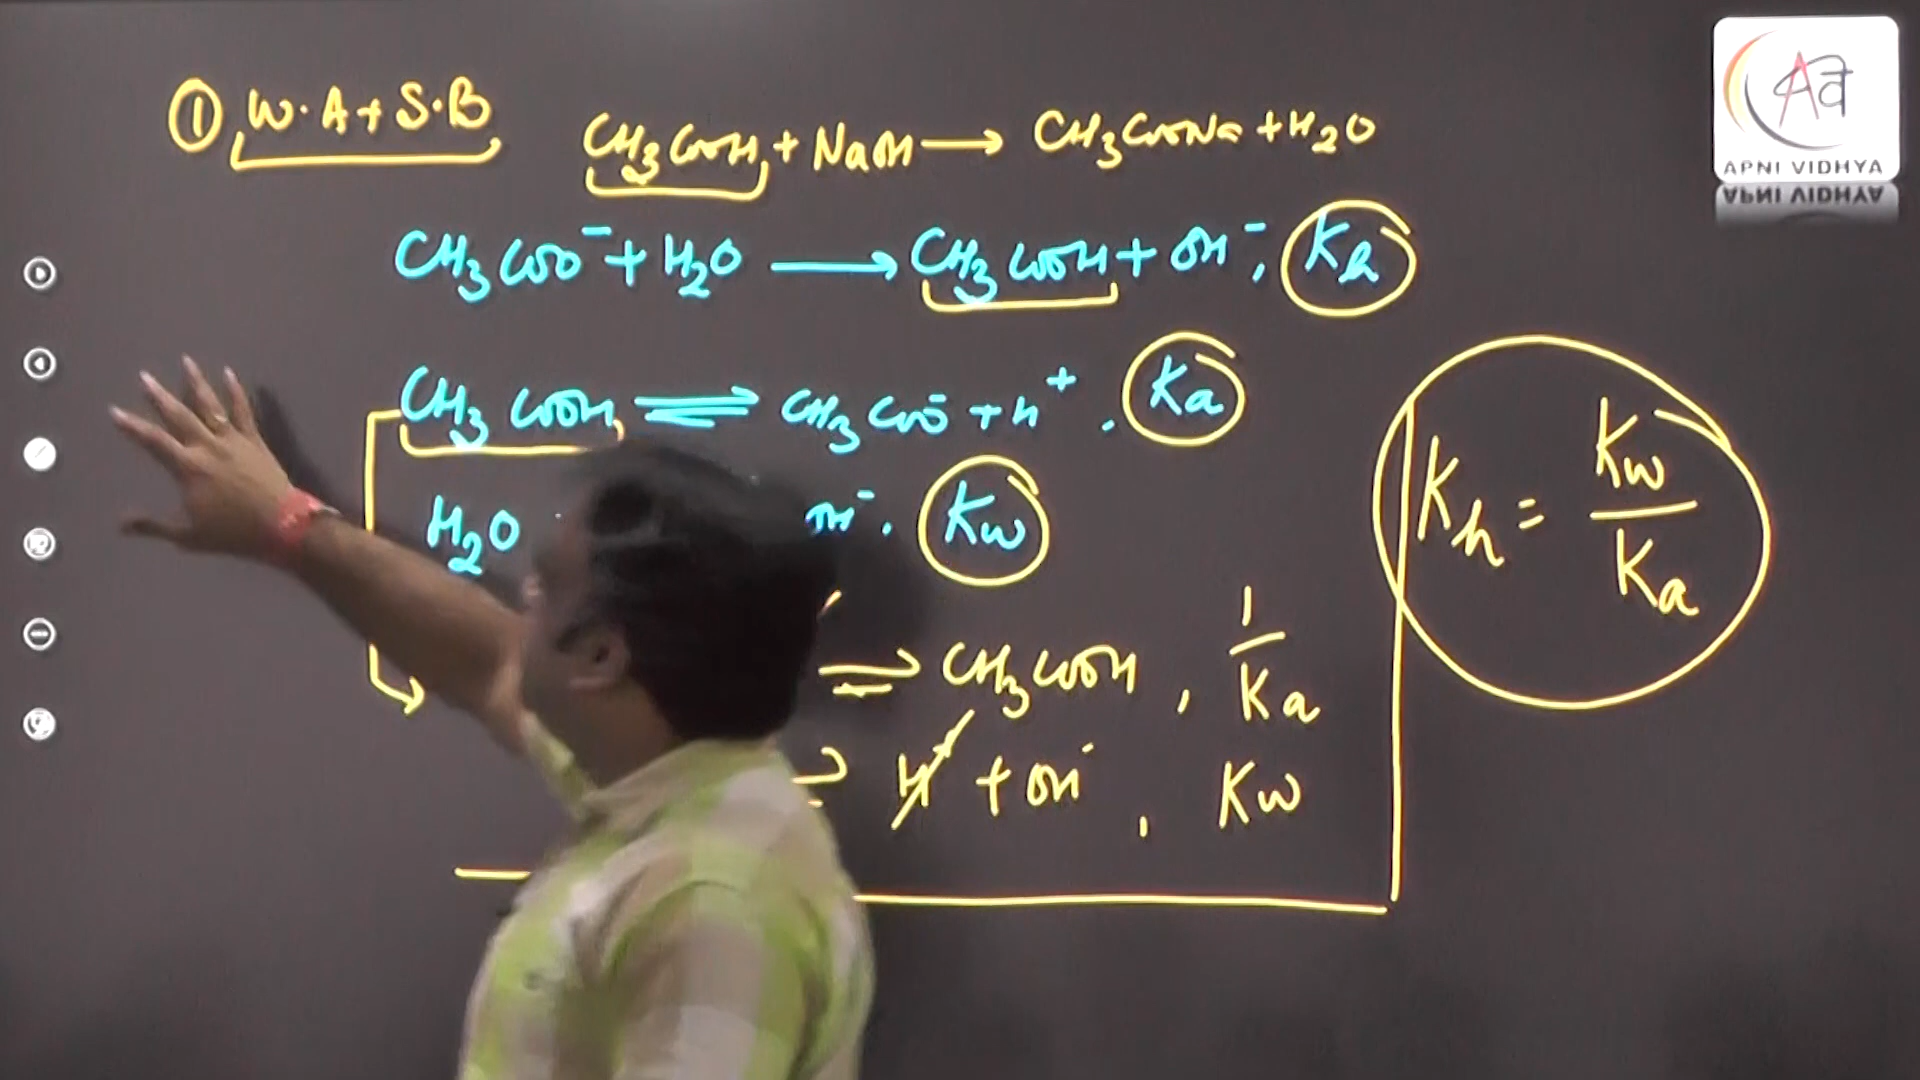 ① W.A + S.B
CH₃COOH + NaOH ⟶ CH₃COONa + H₂O
CH₃COO⁻ + H₂O ⟶ CH₃COOH + OH⁻, Kh
CH₃COOH ⇌ CH₃COO⁻ + H⁺, Ka
H₂O OH⁻, Kw
⇌ CH₃COOH, 1/Ka
⇌ H⁺ + OH⁻, Kw
Kh = Kw/Ka
Aवि
APNI VIDHYA